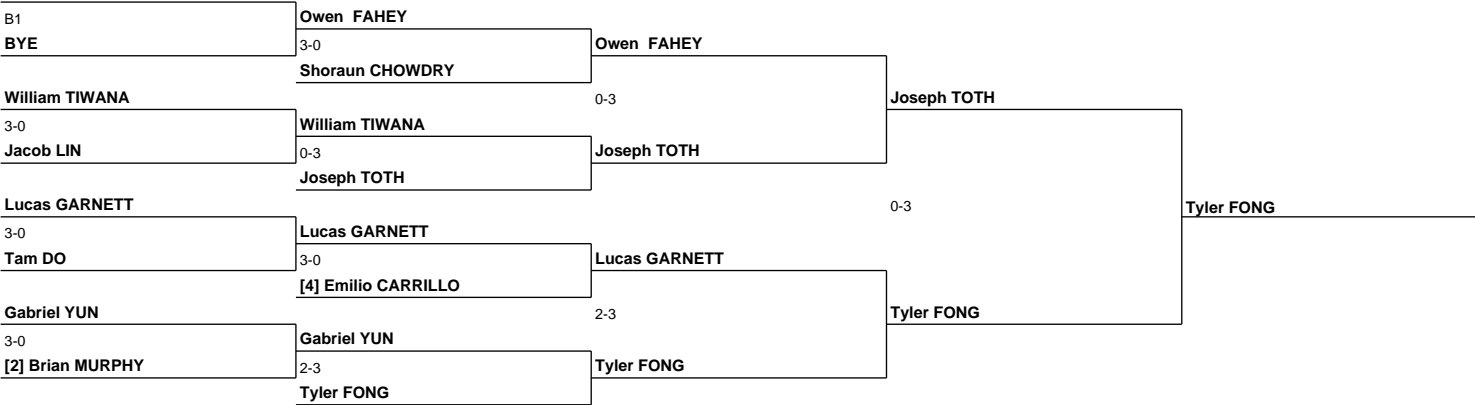 B1
BYE
Owen FAHEY
3-0
Shoraun CHOWDRY
Owen FAHEY
William TIWANA
3-0
Jacob LIN
William TIWANA
0-3
Joseph TOTH
0-3
Joseph TOTH
Joseph TOTH
Lucas GARNETT
3-0
Tam DO
Lucas GARNETT
3-0
[4] Emilio CARRILLO
Lucas GARNETT
0-3
Tyler FONG
Gabriel YUN
3-0
[2] Brian MURPHY
Gabriel YUN
2-3
Tyler FONG
2-3
Tyler FONG
Tyler FONG